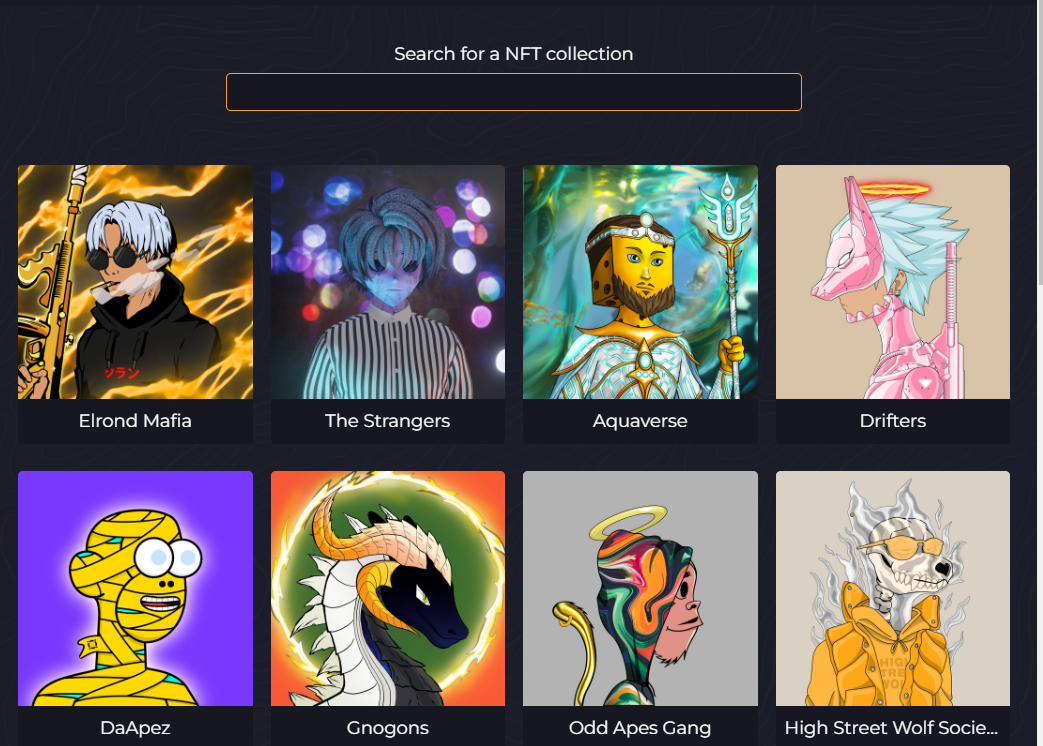 Search for a NFT collection
ツラン
Elrond Mafia
The Strangers
Aquaverse
Drifters
HIGH
STRE
WO
DaApez
Gnogons
Odd Apes Gang
High Street Wolf Socie...